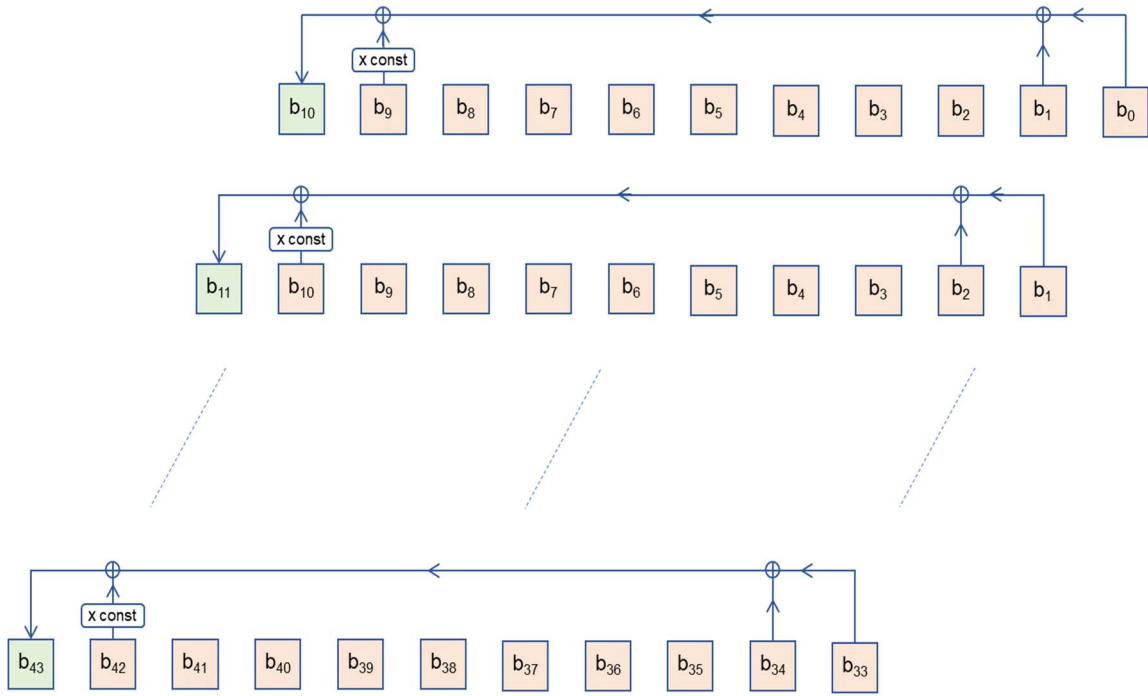 x const
b₁₀ b₉ b₈ b₇ b₆ b₅ b₄ b₃ b₂ b₁ b₀
x const
b₁₁ b₁₀ b₉ b₈ b₇ b₆ b₅ b₄ b₃ b₂ b₁
x const
b₄₃ b₄₂ b₄₁ b₄₀ b₃₉ b₃₈ b₃₇ b₃₆ b₃₅ b₃₄ b₃₃